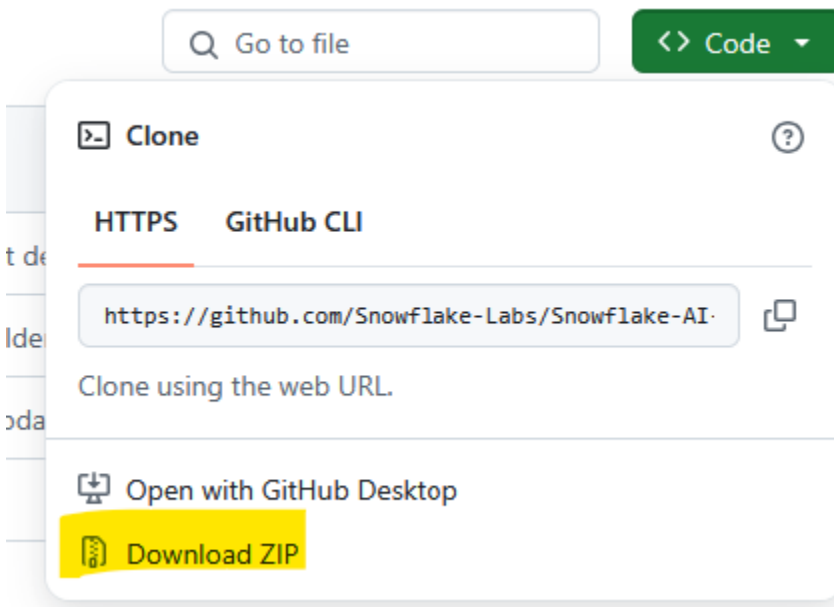 Go to file
Code
Clone
HTTPS GitHub CLI
https://github.com/Snowflake-Labs/Snowflake-AI-
Clone using the web URL.
Open with GitHub Desktop
Download ZIP